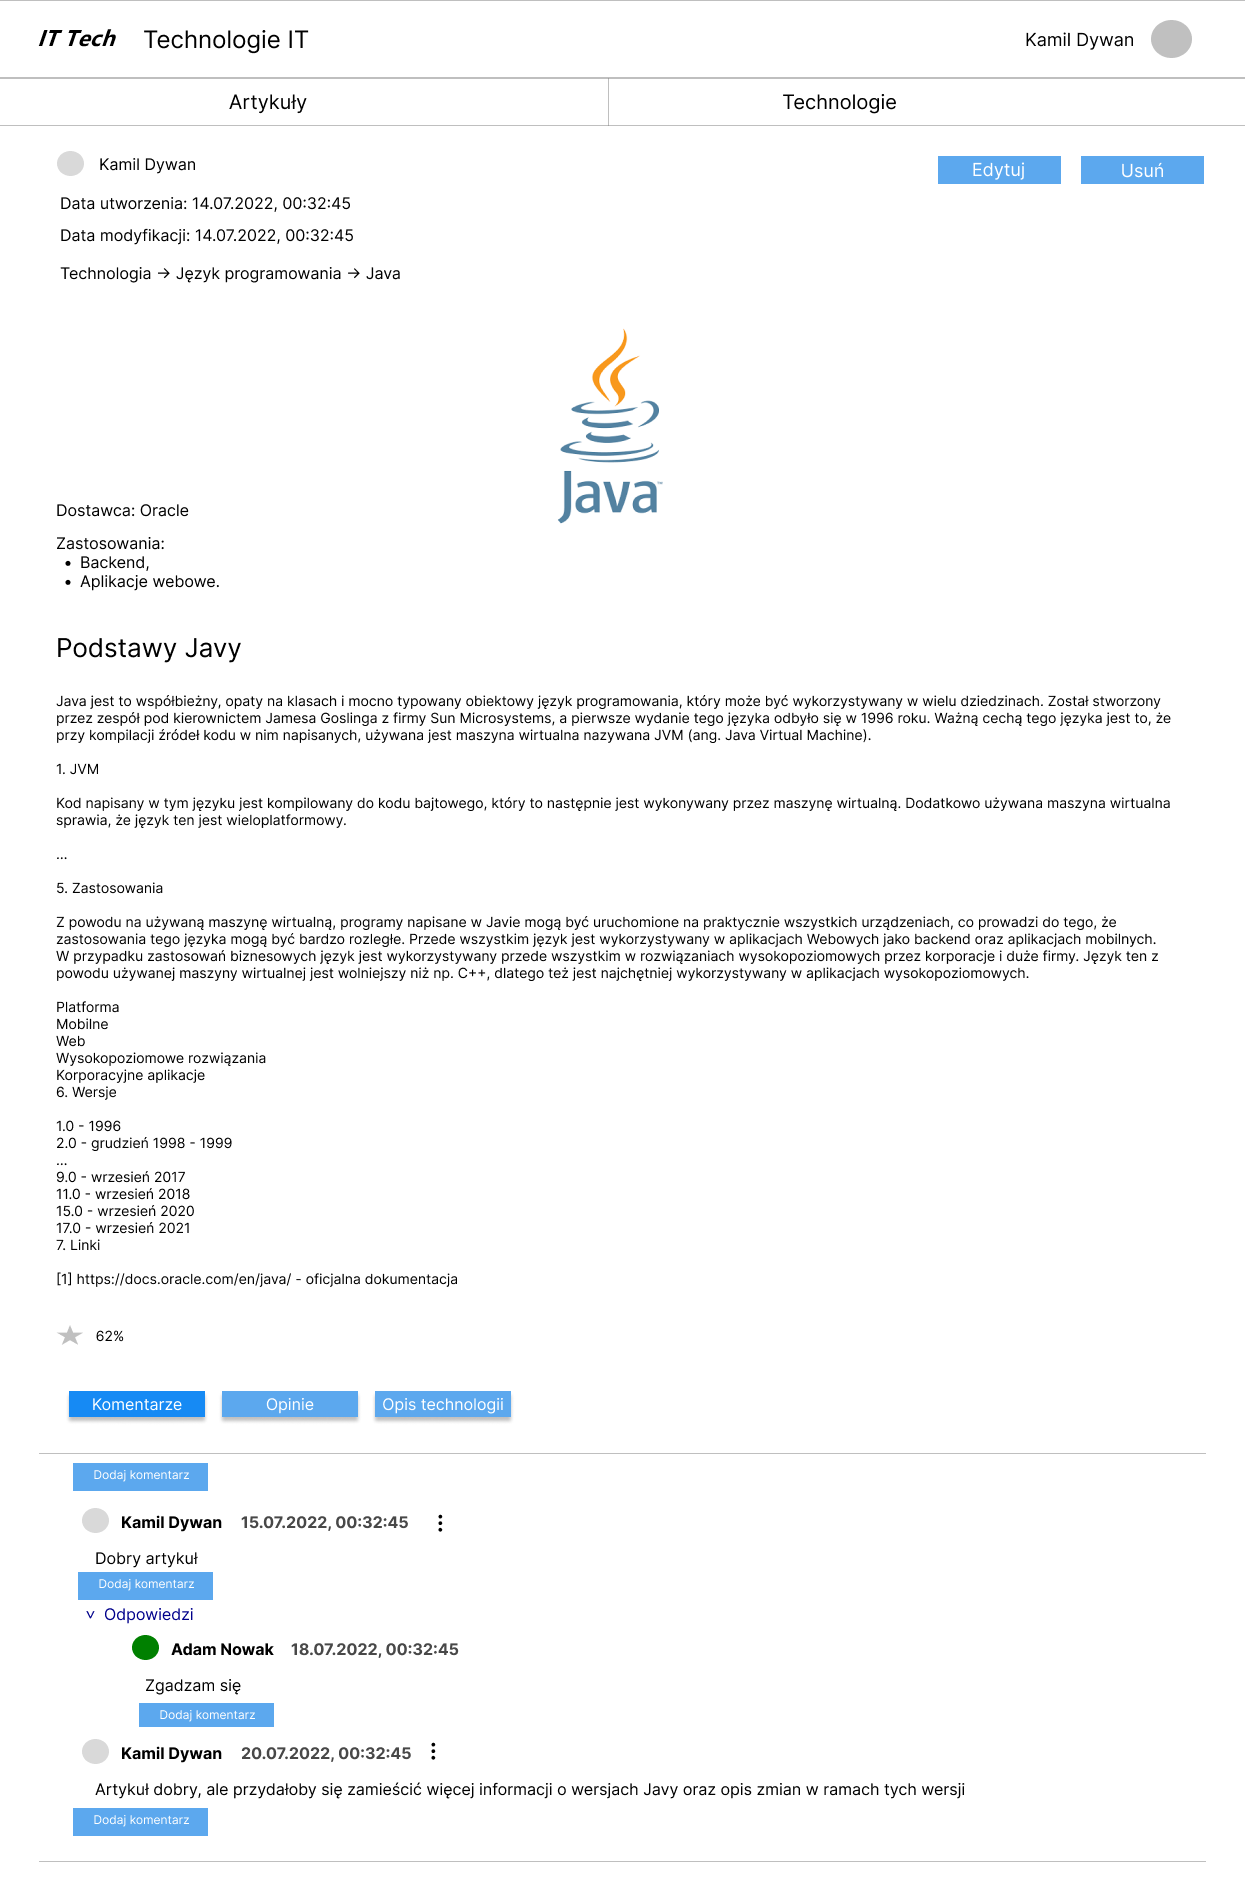 IT Tech
Technologie IT
Kamil Dywan
Artykuły
Technologie
Kamil Dywan
Edytuj
Usuń
Data utworzenia: 14.07.2022, 00:32:45
Data modyfikacji: 14.07.2022, 00:32:45
Technologia → Język programowania → Java
Java™
Dostawca: Oracle
Zastosowania:
• Backend,
• Aplikacje webowe.
Podstawy Javy
Java jest to współbieżny, opaty na klasach i mocno typowany obiektowy język programowania, który może być wykorzystywany w wielu dziedzinach. Został stworzony
przez zespół pod kierownictem Jamesa Goslinga z firmy Sun Microsystems, a pierwsze wydanie tego języka odbyło się w 1996 roku. Ważną cechą tego języka jest to, że
przy kompilacji źródeł kodu w nim napisanych, używana jest maszyna wirtualna nazywana JVM (ang. Java Virtual Machine).
1. JVM
Kod napisany w tym języku jest kompilowany do kodu bajtowego, który to następnie jest wykonywany przez maszynę wirtualną. Dodatkowo używana maszyna wirtualna
sprawia, że język ten jest wieloplatformowy.
...
5. Zastosowania
Z powodu na używaną maszynę wirtualną, programy napisane w Javie mogą być uruchomione na praktycznie wszystkich urządzeniach, co prowadzi do tego, że
zastosowania tego języka mogą być bardzo rozległe. Przede wszystkim język jest wykorzystywany w aplikacjach Webowych jako backend oraz aplikacjach mobilnych.
W przypadku zastosowań biznesowych język jest wykorzystywany przede wszystkim w rozwiązaniach wysokopoziomowych przez korporacje i duże firmy. Język ten z
powodu używanej maszyny wirtualnej jest wolniejszy niż np. C++, dlatego też jest najchętniej wykorzystywany w aplikacjach wysokopoziomowych.
Platforma
Mobilne
Web
Wysokopoziomowe rozwiązania
Korporacyjne aplikacje
6. Wersje
1.0 - 1996
2.0 - grudzień 1998 - 1999
...
9.0 - wrzesień 2017
11.0 - wrzesień 2018
15.0 - wrzesień 2020
17.0 - wrzesień 2021
7. Linki
[1] https://docs.oracle.com/en/java/ - oficjalna dokumentacja
62%
Komentarze
Opinie
Opis technologii
Dodaj komentarz
Kamil Dywan
15.07.2022, 00:32:45
Dobry artykuł
Dodaj komentarz
Odpowiedzi
Adam Nowak
18.07.2022, 00:32:45
Zgadzam się
Dodaj komentarz
Kamil Dywan
20.07.2022, 00:32:45
Artykuł dobry, ale przydałoby się zamieścić więcej informacji o wersjach Javy oraz opis zmian w ramach tych wersji
Dodaj komentarz